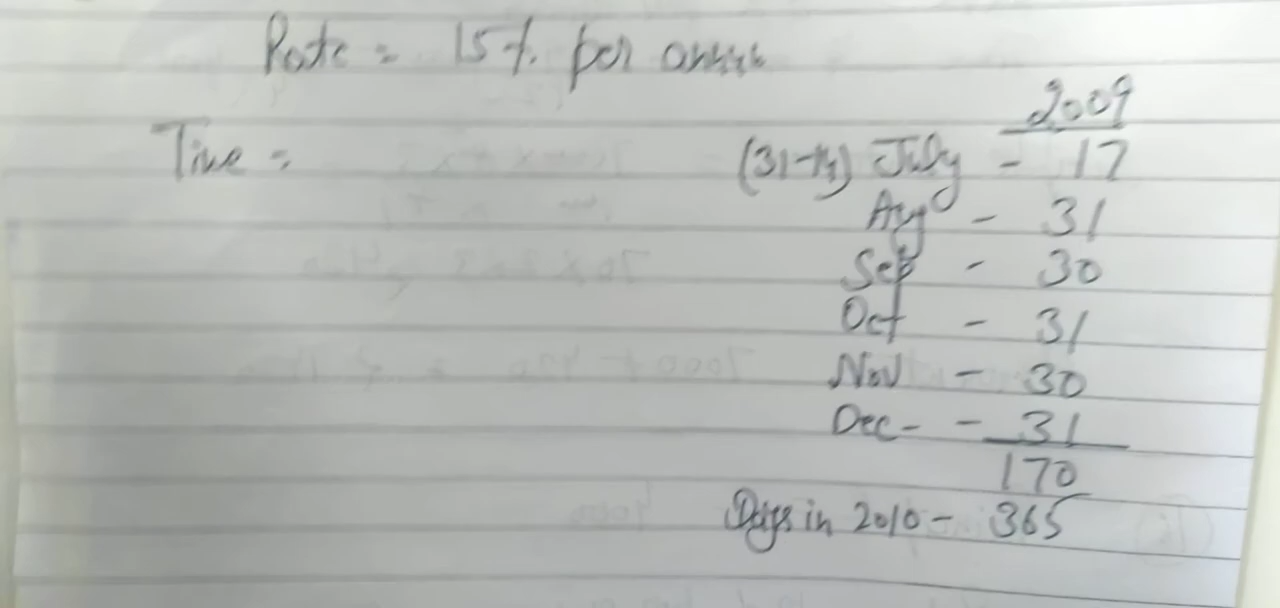 Rate = 15% per annum
2009
Time =
(31-14) July - 17
Aug - 31
Sep - 30
Oct - 31
Nov - 30
Dec - - 31
170
Days in 2010 - 365